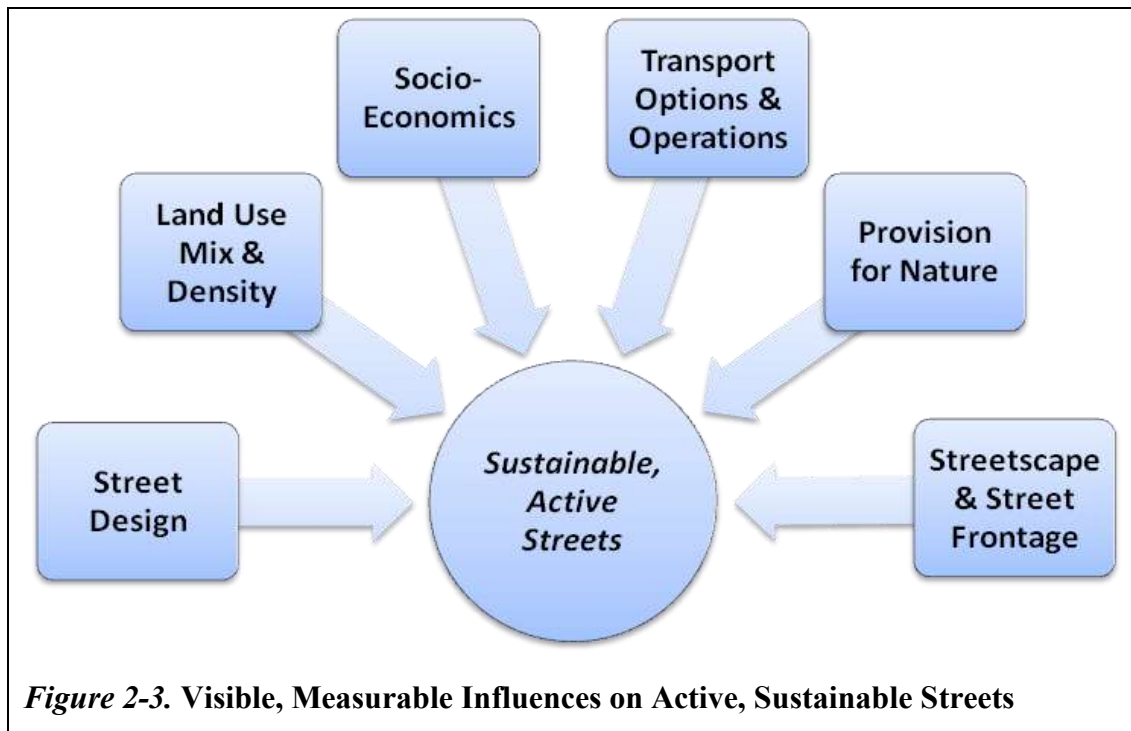 Socio-
Economics
Transport
Options &
Operations
Land Use
Mix &
Density
Provision
for Nature
Street
Design
Sustainable,
Active
Streets
Streetscape
& Street
Frontage
Figure 2-3. Visible, Measurable Influences on Active, Sustainable Streets